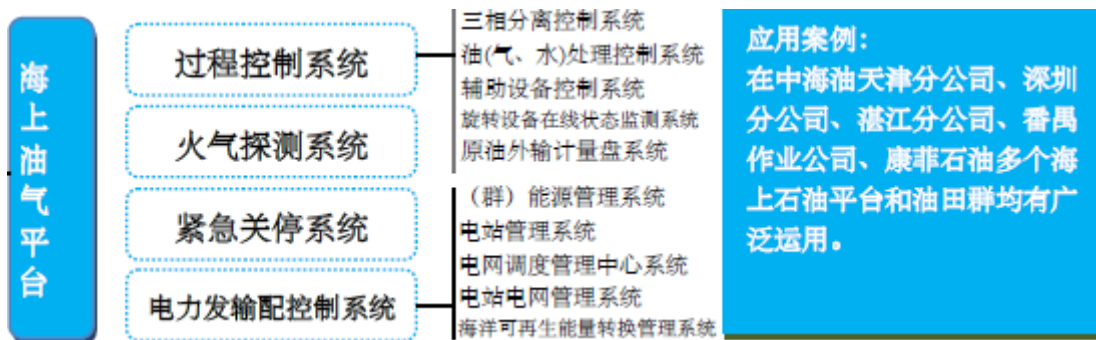 海上油气平台
过程控制系统
火气探测系统
紧急关停系统
电力发输配控制系统
三相分离控制系统
油(气、水)处理控制系统
辅助设备控制系统
旋转设备在线状态监测系统
原油外输计量盘系统
（群）能源管理系统
电站管理系统
电网调度管理中心系统
电站电网管理系统
海洋可再生能量转换管理系统
应用案例：
在中海油天津分公司、深圳
分公司、湛江分公司、番禺
作业公司、康菲石油多个海
上石油平台和油田群均有广
泛运用。